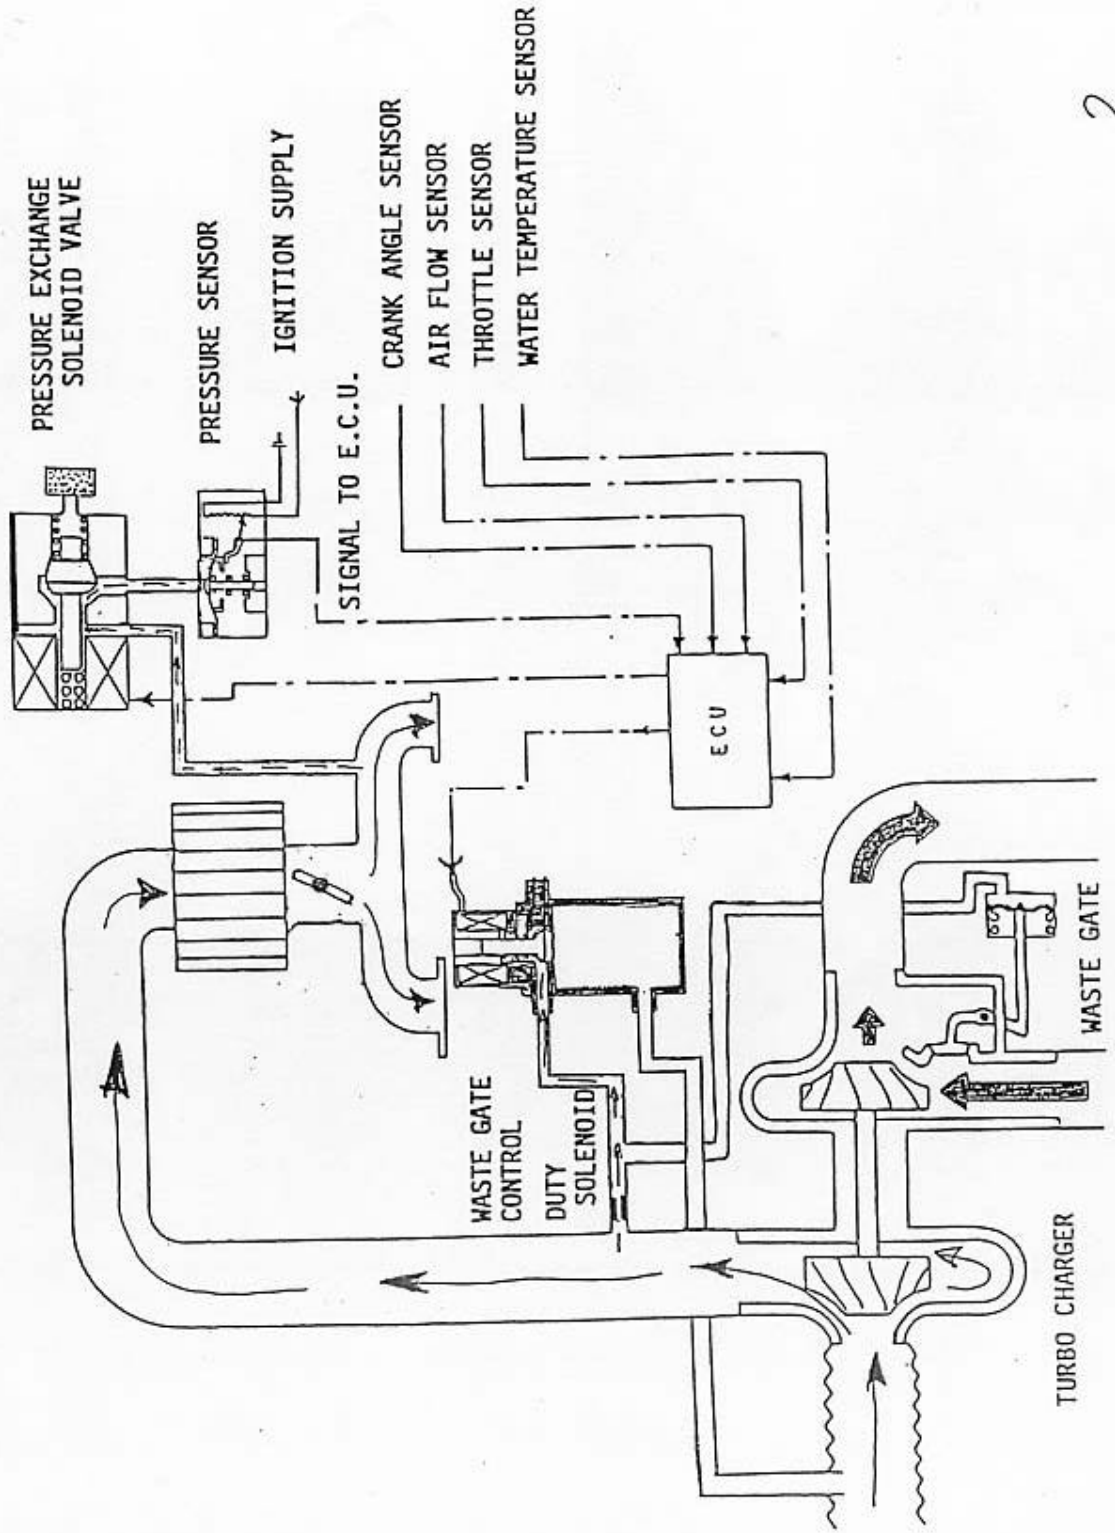 PRESSURE EXCHANGE
SOLENOID VALVE
PRESSURE SENSOR
IGNITION SUPPLY
SIGNAL TO E.C.U.
CRANK ANGLE SENSOR
AIR FLOW SENSOR
THROTTLE SENSOR
WATER TEMPERATURE SENSOR
ECU
WASTE GATE
CONTROL
DUTY
SOLENOID
WASTE GATE
TURBO CHARGER
2